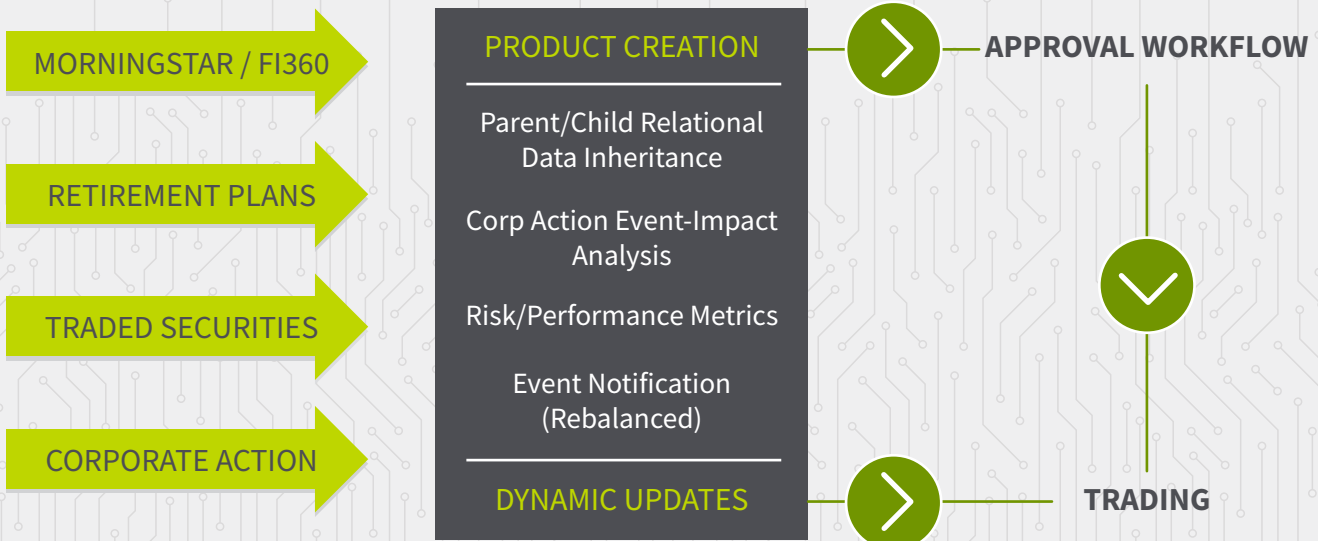 MORNINGSTAR / FI360
RETIREMENT PLANS
TRADED SECURITIES
CORPORATE ACTION
PRODUCT CREATION
Parent/Child Relational
Data Inheritance
Corp Action Event-Impact
Analysis
Risk/Performance Metrics
Event Notification
(Rebalanced)
DYNAMIC UPDATES
APPROVAL WORKFLOW
TRADING